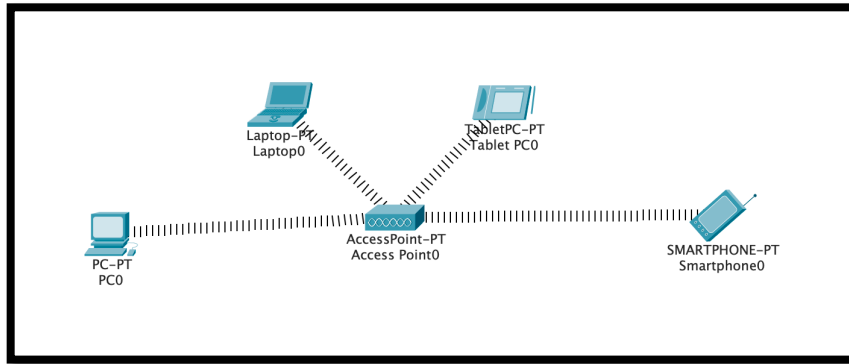 Laptop-PT
Laptop0
TabletPC-PT
Tablet PC0
AccessPoint-PT
Access Point0
PC-PT
PC0
SMARTPHONE-PT
Smartphone0